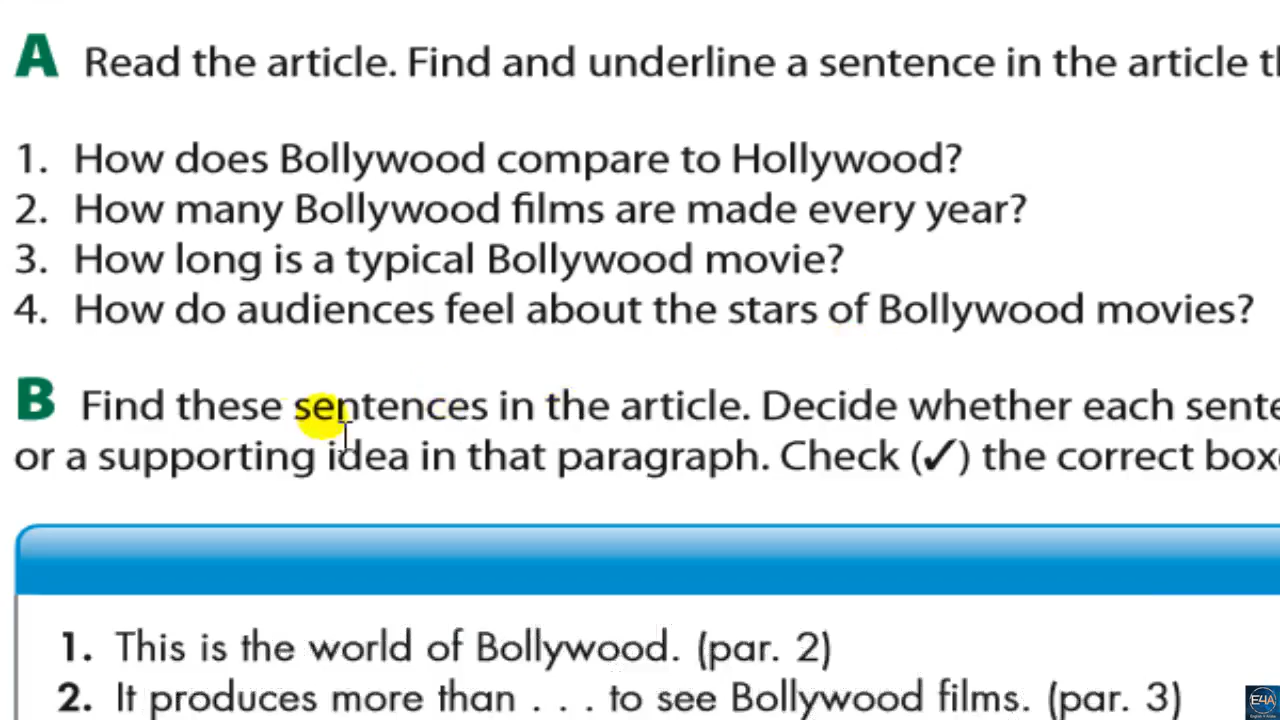 A Read the article. Find and underline a sentence in the article
1. How does Bollywood compare to Hollywood?
2. How many Bollywood films are made every year?
3. How long is a typical Bollywood movie?
4. How do audiences feel about the stars of Bollywood movies?
B Find these sentences in the article. Decide whether each
or a supporting idea in that paragraph. Check (✓) the correct
1. This is the world of Bollywood. (par. 2)
2. It produces more than . . . to see Bollywood films. (par. 3)
E4A